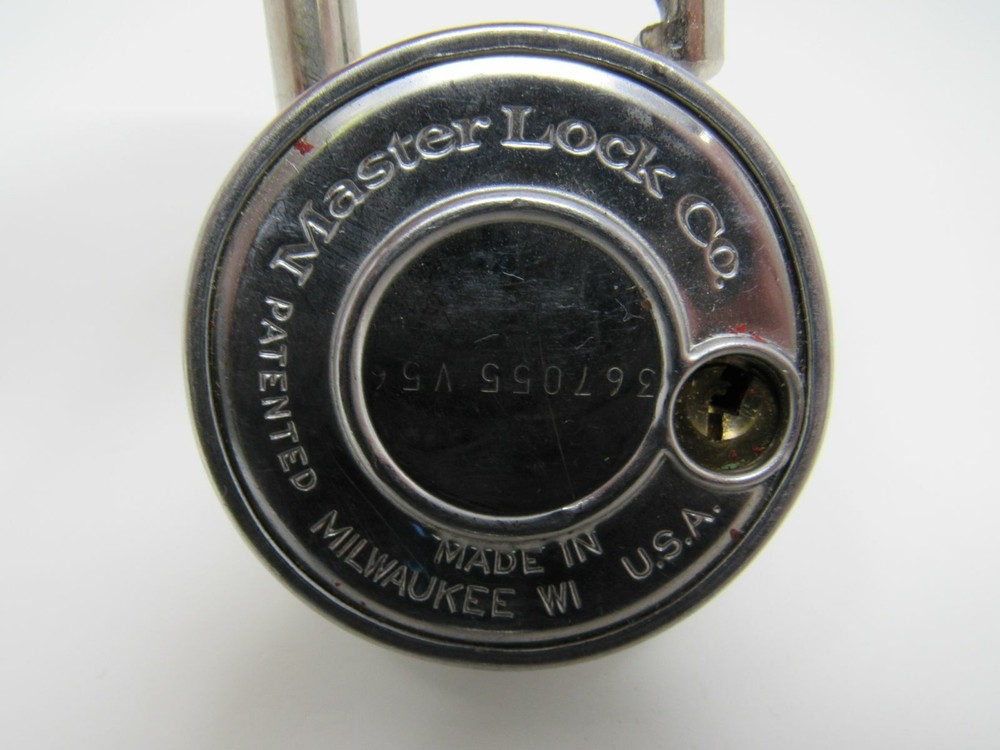 Master Lock Co.
367055 V5
PATENTED
MADE IN
MILWAUKEE WI U.S.A.